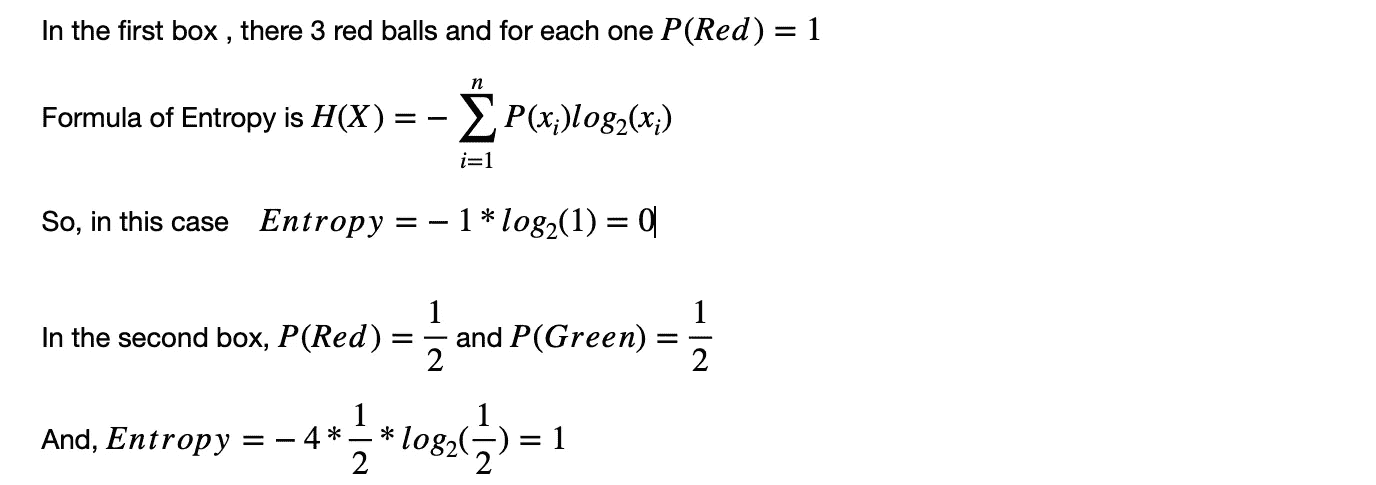 In the first box , there 3 red balls and for each one P(Red) = 1
Formula of Entropy is H(X) = − ∑_{i=1}^{n} P(x_i)log_2(x_i)
So, in this case Entropy = − 1 * log_2(1) = 0
In the second box, P(Red) = 1/2 and P(Green) = 1/2
And, Entropy = − 4 * 1/2 * log_2(1/2) = 1